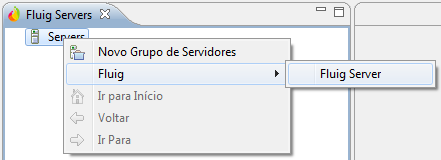 Fluig Servers
Servers
Novo Grupo de Servidores
Fluig
Fluig Server
Ir para Início
Voltar
Ir Para